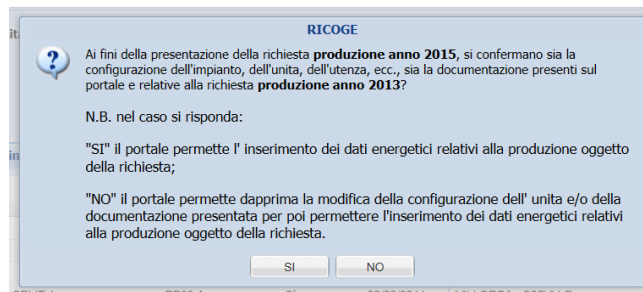 RICOGE
Ai fini della presentazione della richiesta produzione anno 2015, si confermano sia la
configurazione dell'impianto, dell'unita, dell'utenza, ecc., sia la documentazione presenti sul
portale e relative alla richiesta produzione anno 2013?
N.B. nel caso si risponda:
"SI" il portale permette l' inserimento dei dati energetici relativi alla produzione oggetto
della richiesta;
"NO" il portale permette dapprima la modifica della configurazione dell' unita e/o della
documentazione presentata per poi permettere l'inserimento dei dati energetici relativi
alla produzione oggetto della richiesta.
SI NO